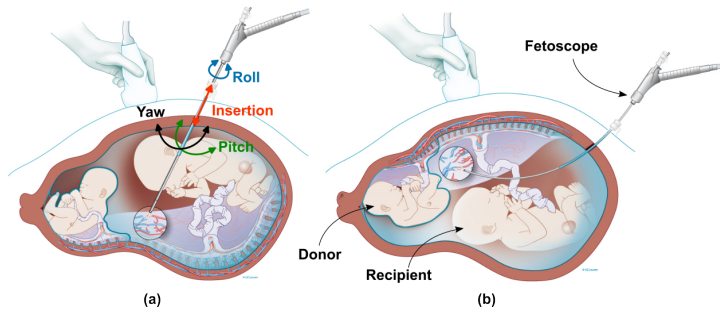 Roll
Insertion
Yaw
Pitch
(a)
Fetoscope
Donor
Recipient
(b)